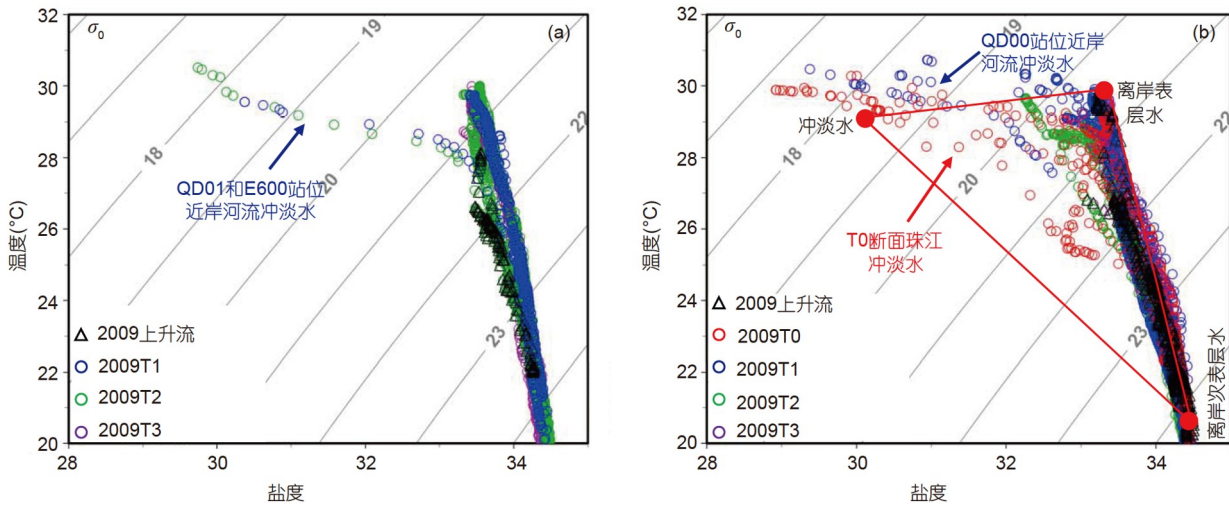 σ0
(a)
32
30
28
26
24
22
20
28
30
32
34
温度(°C)
盐度
18
19
20
22
23
QD01和E600站位
近岸河流冲淡水
2009上升流
2009T1
2009T2
2009T3
σ0
(b)
32
30
28
26
24
22
20
28
30
32
34
温度(°C)
盐度
18
19
20
22
23
QD00站位近岸
河流冲淡水
离岸表
层水
冲淡水
T0断面珠江
冲淡水
离岸次表层水
2009上升流
2009T0
2009T1
2009T2
2009T3